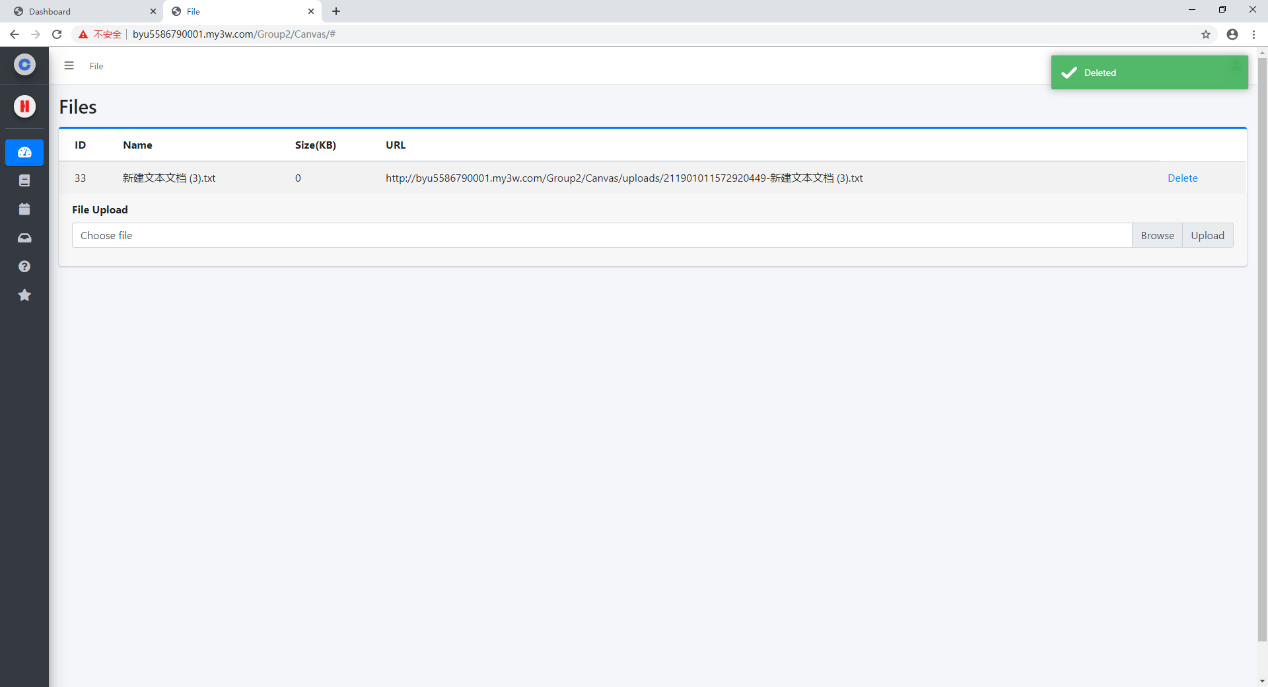 Dashboard
File
不安全
byu5586790001.my3w.com/Group2/Canvas/#
File
Deleted
Files
ID Name Size(KB) URL
33 新建文本文档 (3).txt 0 http://byu5586790001.my3w.com/Group2/Canvas/uploads/211901011572920449-新建文本文档 (3).txt Delete
File Upload
Choose file Browse Upload